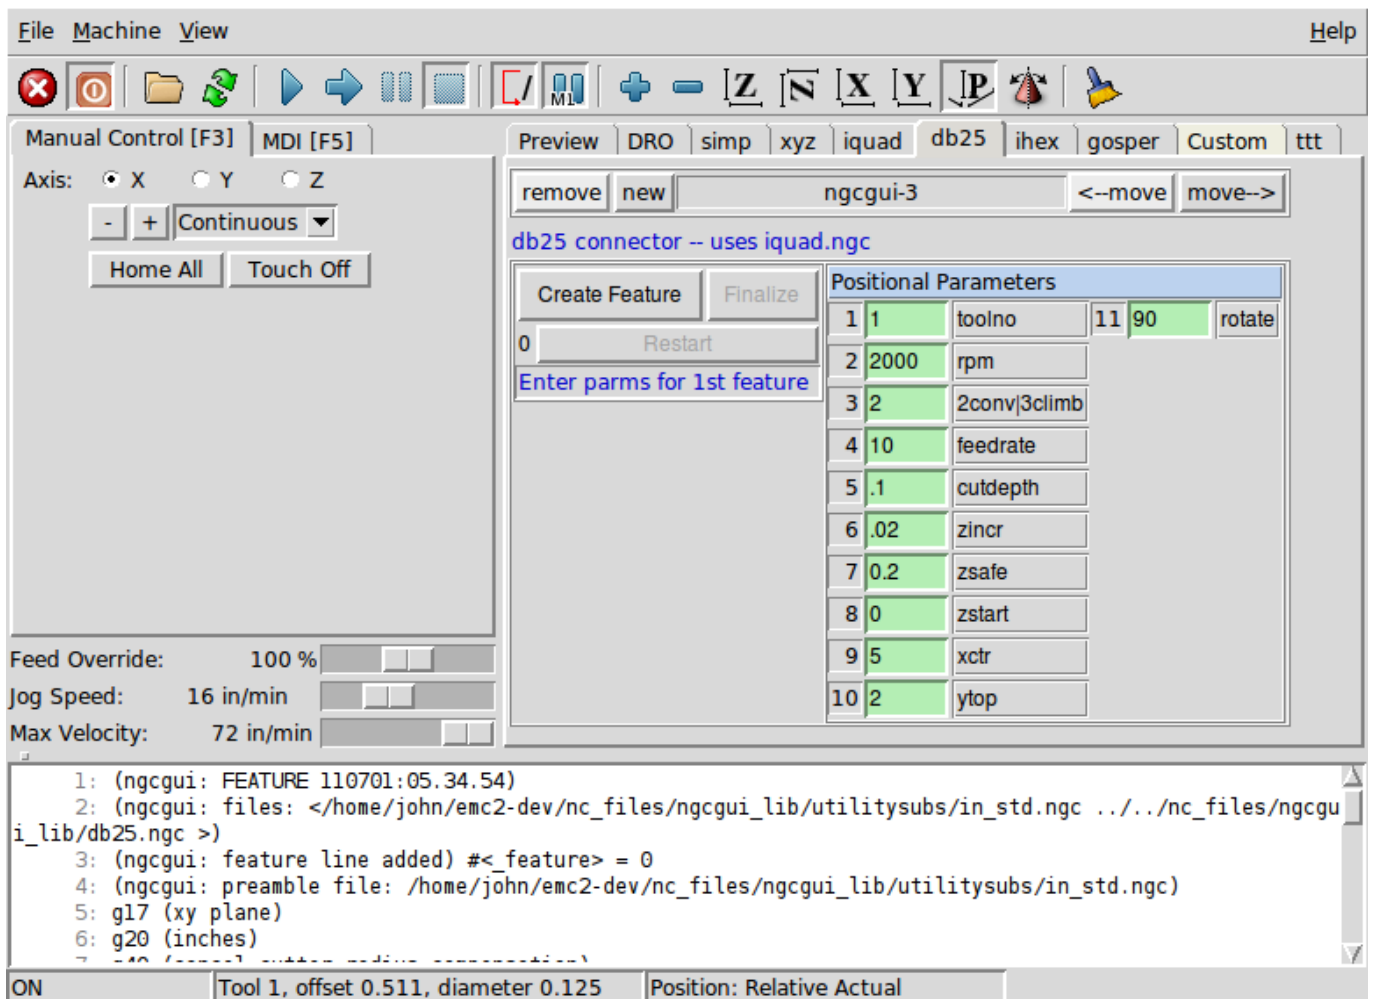 File Machine View Help
Z N X Y P
M1
Manual Control [F3] MDI [F5]
Preview DRO simp xyz iquad db25 ihex gosper Custom ttt
Axis: X Y Z
- + Continuous
Home All Touch Off
remove new ngcgui-3 <--move move-->
db25 connector -- uses iquad.ngc
Create Feature Finalize
0 Restart
Enter parms for 1st feature
Positional Parameters
1 1 toolno 11 90 rotate
2 2000 rpm
3 2 2conv|3climb
4 10 feedrate
5 .1 cutdepth
6 .02 zincr
7 0.2 zsafe
8 0 zstart
9 5 xctr
10 2 ytop
Feed Override: 100 %
Jog Speed: 16 in/min
Max Velocity: 72 in/min
1: (ngcgui: FEATURE 110701:05.34.54)
2: (ngcgui: files: </home/john/emc2-dev/nc_files/ngcgui_lib/utilitysubs/in_std.ngc ../../nc_files/ngcgu
i_lib/db25.ngc >)
3: (ngcgui: feature line added) #<_feature> = 0
4: (ngcgui: preamble file: /home/john/emc2-dev/nc_files/ngcgui_lib/utilitysubs/in_std.ngc)
5: g17 (xy plane)
6: g20 (inches)
ON Tool 1, offset 0.511, diameter 0.125 Position: Relative Actual